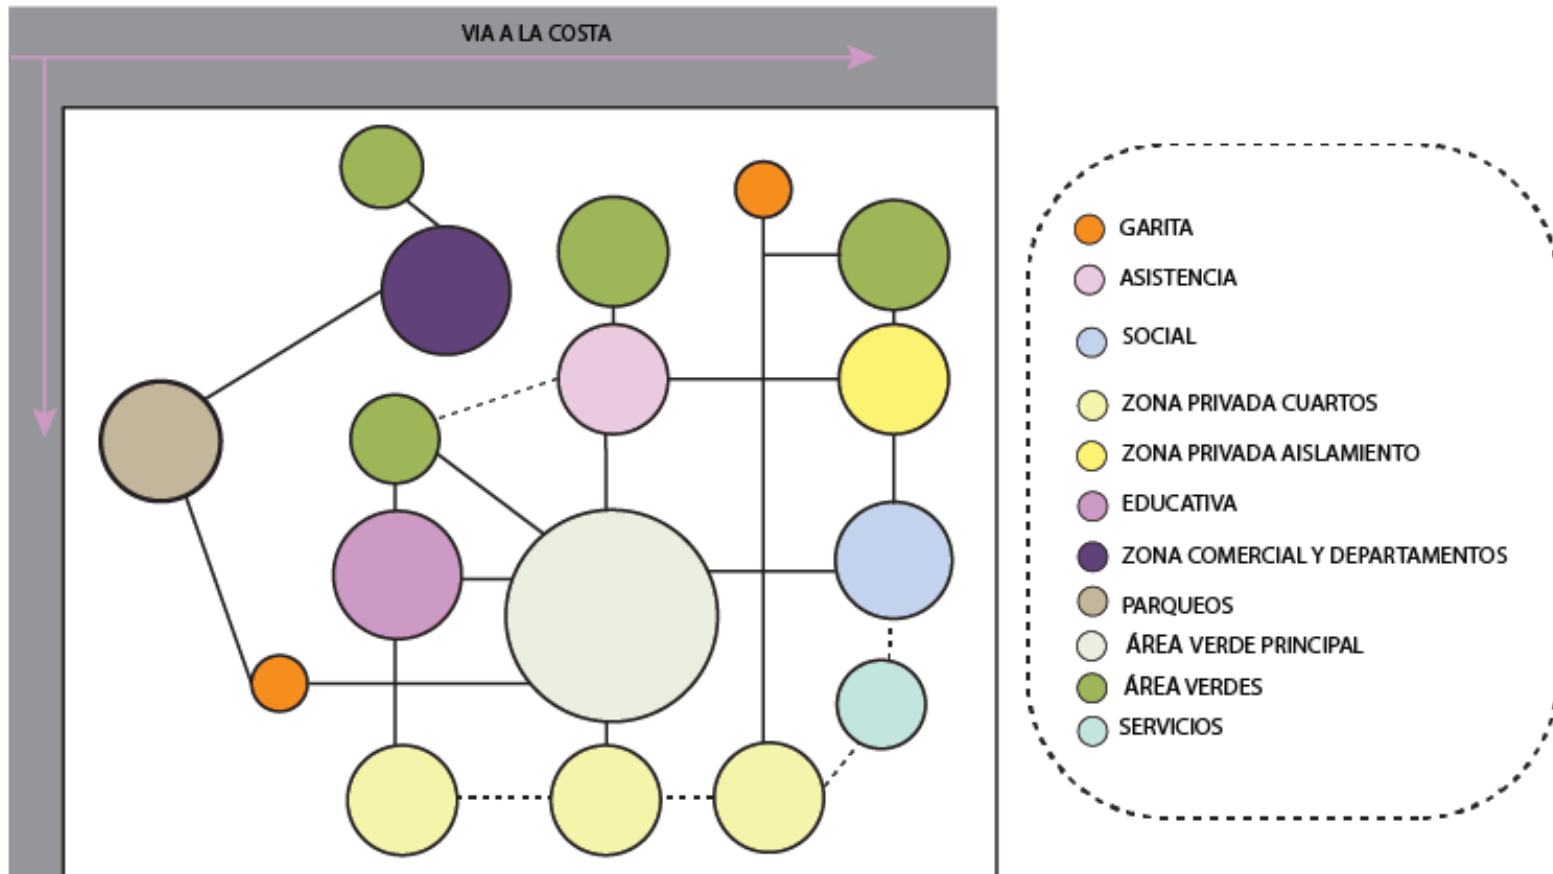 VIA A LA COSTA
GARITA
ASISTENCIA
SOCIAL
ZONA PRIVADA CUARTOS
ZONA PRIVADA AISLAMIENTO
EDUCATIVA
ZONA COMERCIAL Y DEPARTAMENTOS
PARQUEOS
ÁREA VERDE PRINCIPAL
ÁREA VERDES
SERVICIOS